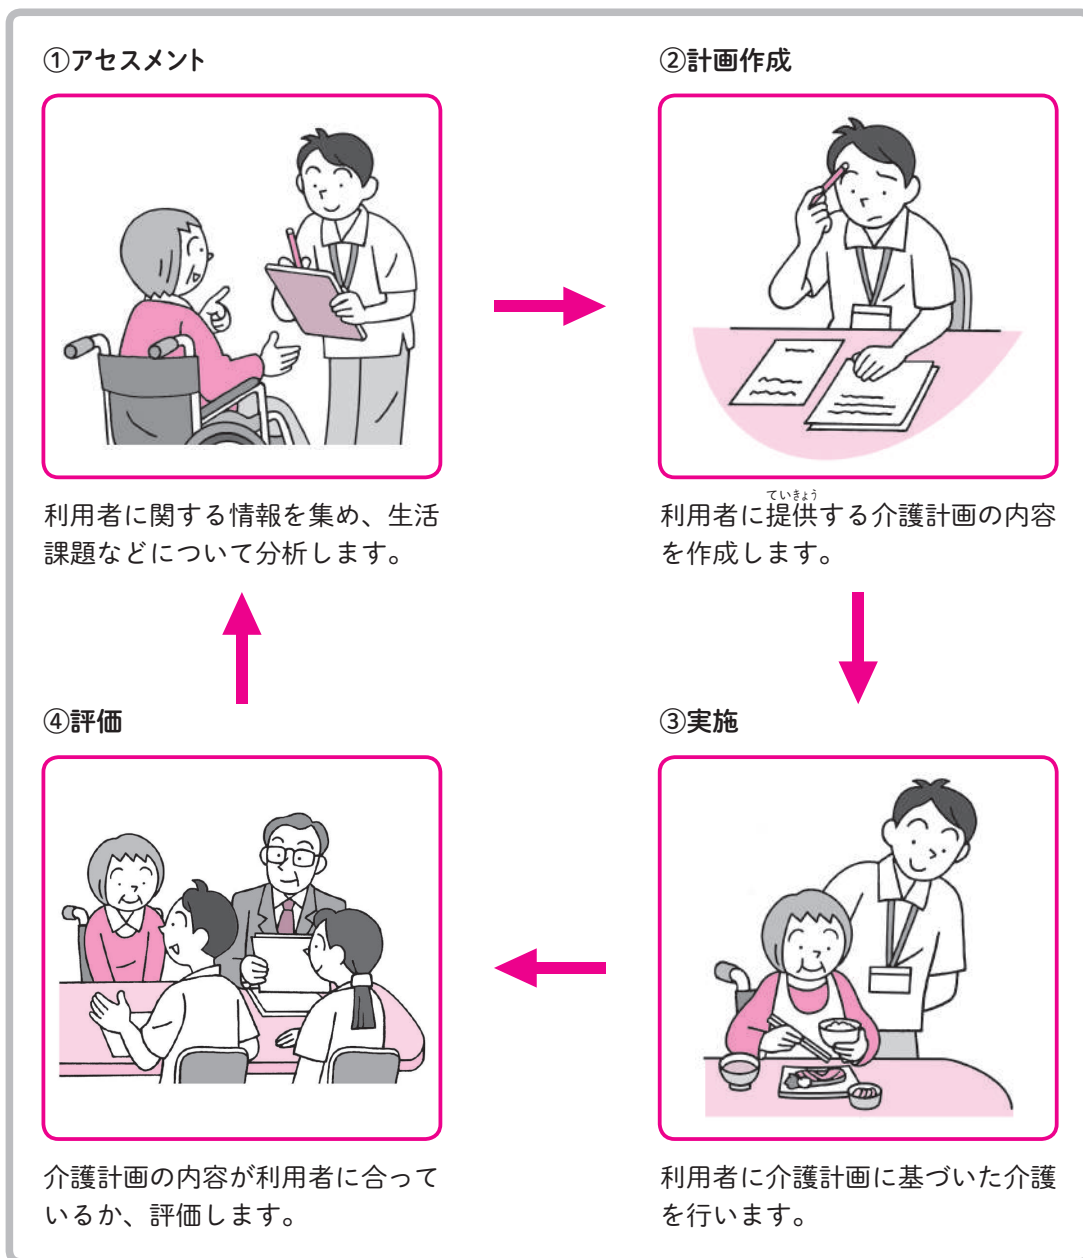 ①アセスメント
利用者に関する情報を集め、生活
課題などについて分析します。
②計画作成
ていきょう
利用者に提供する介護計画の内容
を作成します。
③実施
利用者に介護計画に基づいた介護
を行います。
④評価
介護計画の内容が利用者に合って
いるか、評価します。